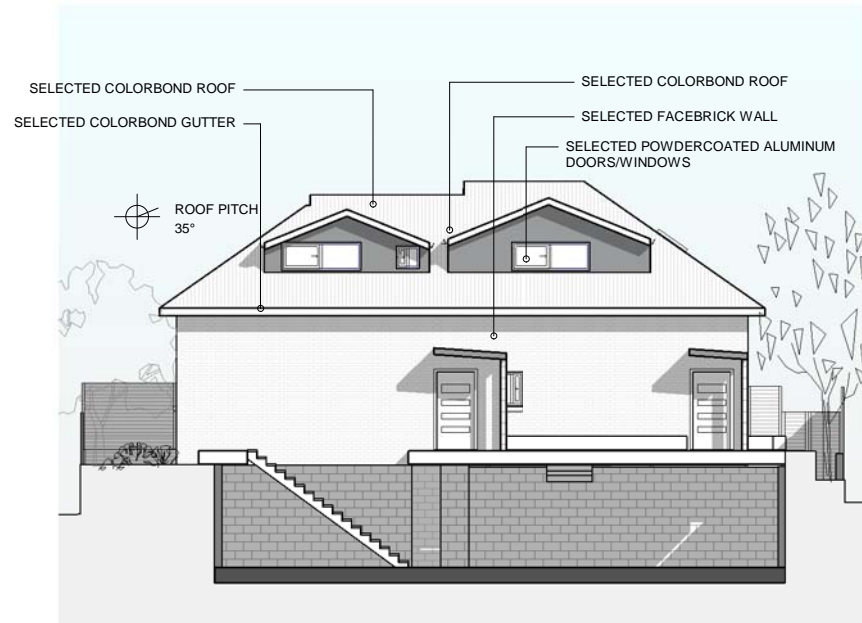 SELECTED COLORBOND ROOF
SELECTED COLORBOND GUTTER
SELECTED COLORBOND ROOF
SELECTED FACEBRICK WALL
SELECTED POWDERCOATED ALUMINUM
DOORS/WINDOWS
ROOF PITCH
35°